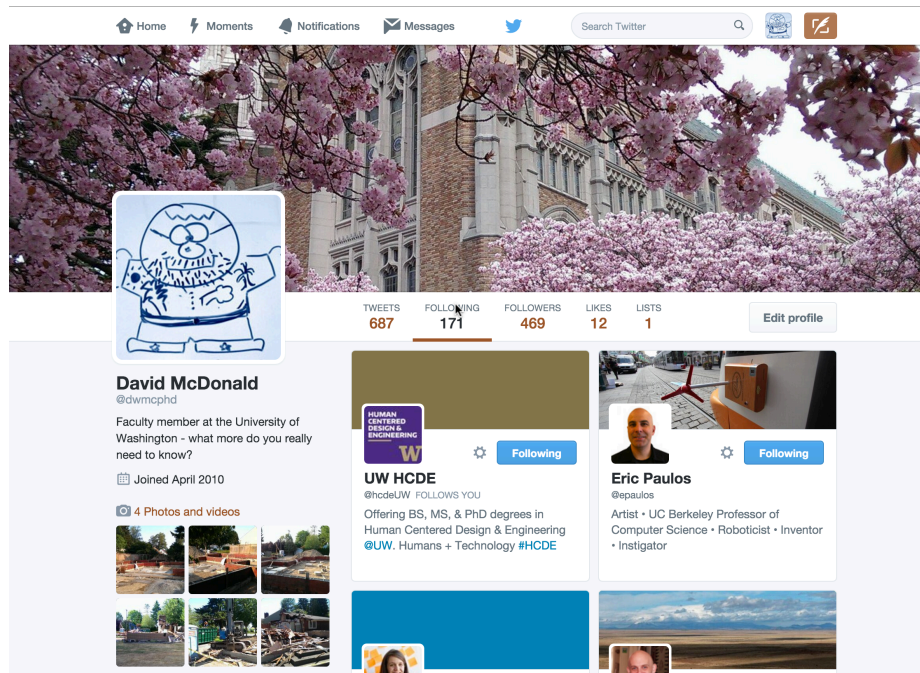 Home
Moments
Notifications
Messages
Search Twitter
TWEETS
687
FOLLOWING
171
FOLLOWERS
469
LIKES
12
LISTS
1
Edit profile
David McDonald
@dwmcphd
Faculty member at the University of
Washington - what more do you really
need to know?
Joined April 2010
4 Photos and videos
HUMAN
CENTERED
DESIGN &
ENGINEERING
W
Following
UW HCDE
@hcdeUW FOLLOWS YOU
Offering BS, MS, & PhD degrees in
Human Centered Design & Engineering
@UW. Humans + Technology #HCDE
Following
Eric Paulos
@epaulos
Artist • UC Berkeley Professor of
Computer Science • Roboticist • Inventor
• Instigator